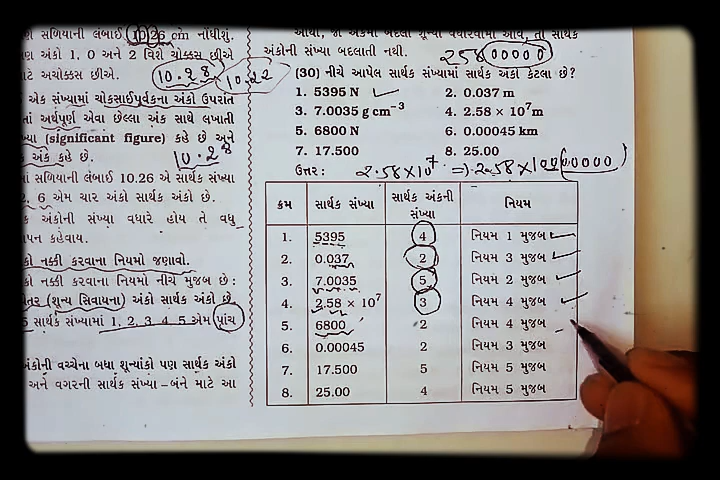 સળિયાની લંબાઈ 10.26 cm નોંધીશું.
અંકો 1, 0 અને 2 વિશે ચોક્કસ છીએ
અચોક્કસ છીએ.
10.28
10.22
એક સંખ્યામાં ચોકસાઈપૂર્વકના અંકો ઉપરાંત
અર્થપૂર્ણ એવા છેલ્લા અંક સાથે લખાતી
(significant figure) કહે છે અને
અંક કહે છે.
10.28
સળિયાની લંબાઈ 10.26 એ સાર્થક સંખ્યા
2, 6 એમ ચાર અંકો સાર્થક અંકો છે.
અંકોની સંખ્યા વધારે હોય તે વધુ
કહેવાય.
નક્કી કરવાના નિયમો જણાવો.
નક્કી કરવાના નિયમો નીચે મુજબ છે :
(શૂન્ય સિવાયના) અંકો સાર્થક અંકો છે.
સાર્થક સંખ્યામાં 1, 2, 3, 4, 5 એમ પાંચ
અંકોની વચ્ચેના બધા શૂન્યાંકો પણ સાર્થક અંકો
અને વગરની સાર્થક સંખ્યા – બંને માટે આ
અંકોની સંખ્યા બદલાતી નથી.
25800000
(30) નીચે આપેલ સાર્થક સંખ્યામાં સાર્થક અંકો કેટલા છે?
1. 5395 N 2. 0.037 m
3. 7.0035 g cm⁻³ 4. 2.58 × 10⁷m
5. 6800 N 6. 0.00045 km
7. 17.500 8. 25.00
ઉત્તર : 2.58×10⁷ ⇒ 2.58×10000000
ક્રમ સાર્થક સંખ્યા સાર્થક અંકની સંખ્યા નિયમ
1. 5395 4 નિયમ 1 મુજબ
2. 0.037 2 નિયમ 3 મુજબ
3. 7.0035 5 નિયમ 2 મુજબ
4. 2.58 × 10⁷ 3 નિયમ 4 મુજબ
5. 6800 2 નિયમ 4 મુજબ
6. 0.00045 2 નિયમ 3 મુજબ
7. 17.500 5 નિયમ 5 મુજબ
8. 25.00 4 નિયમ 5 મુજબ